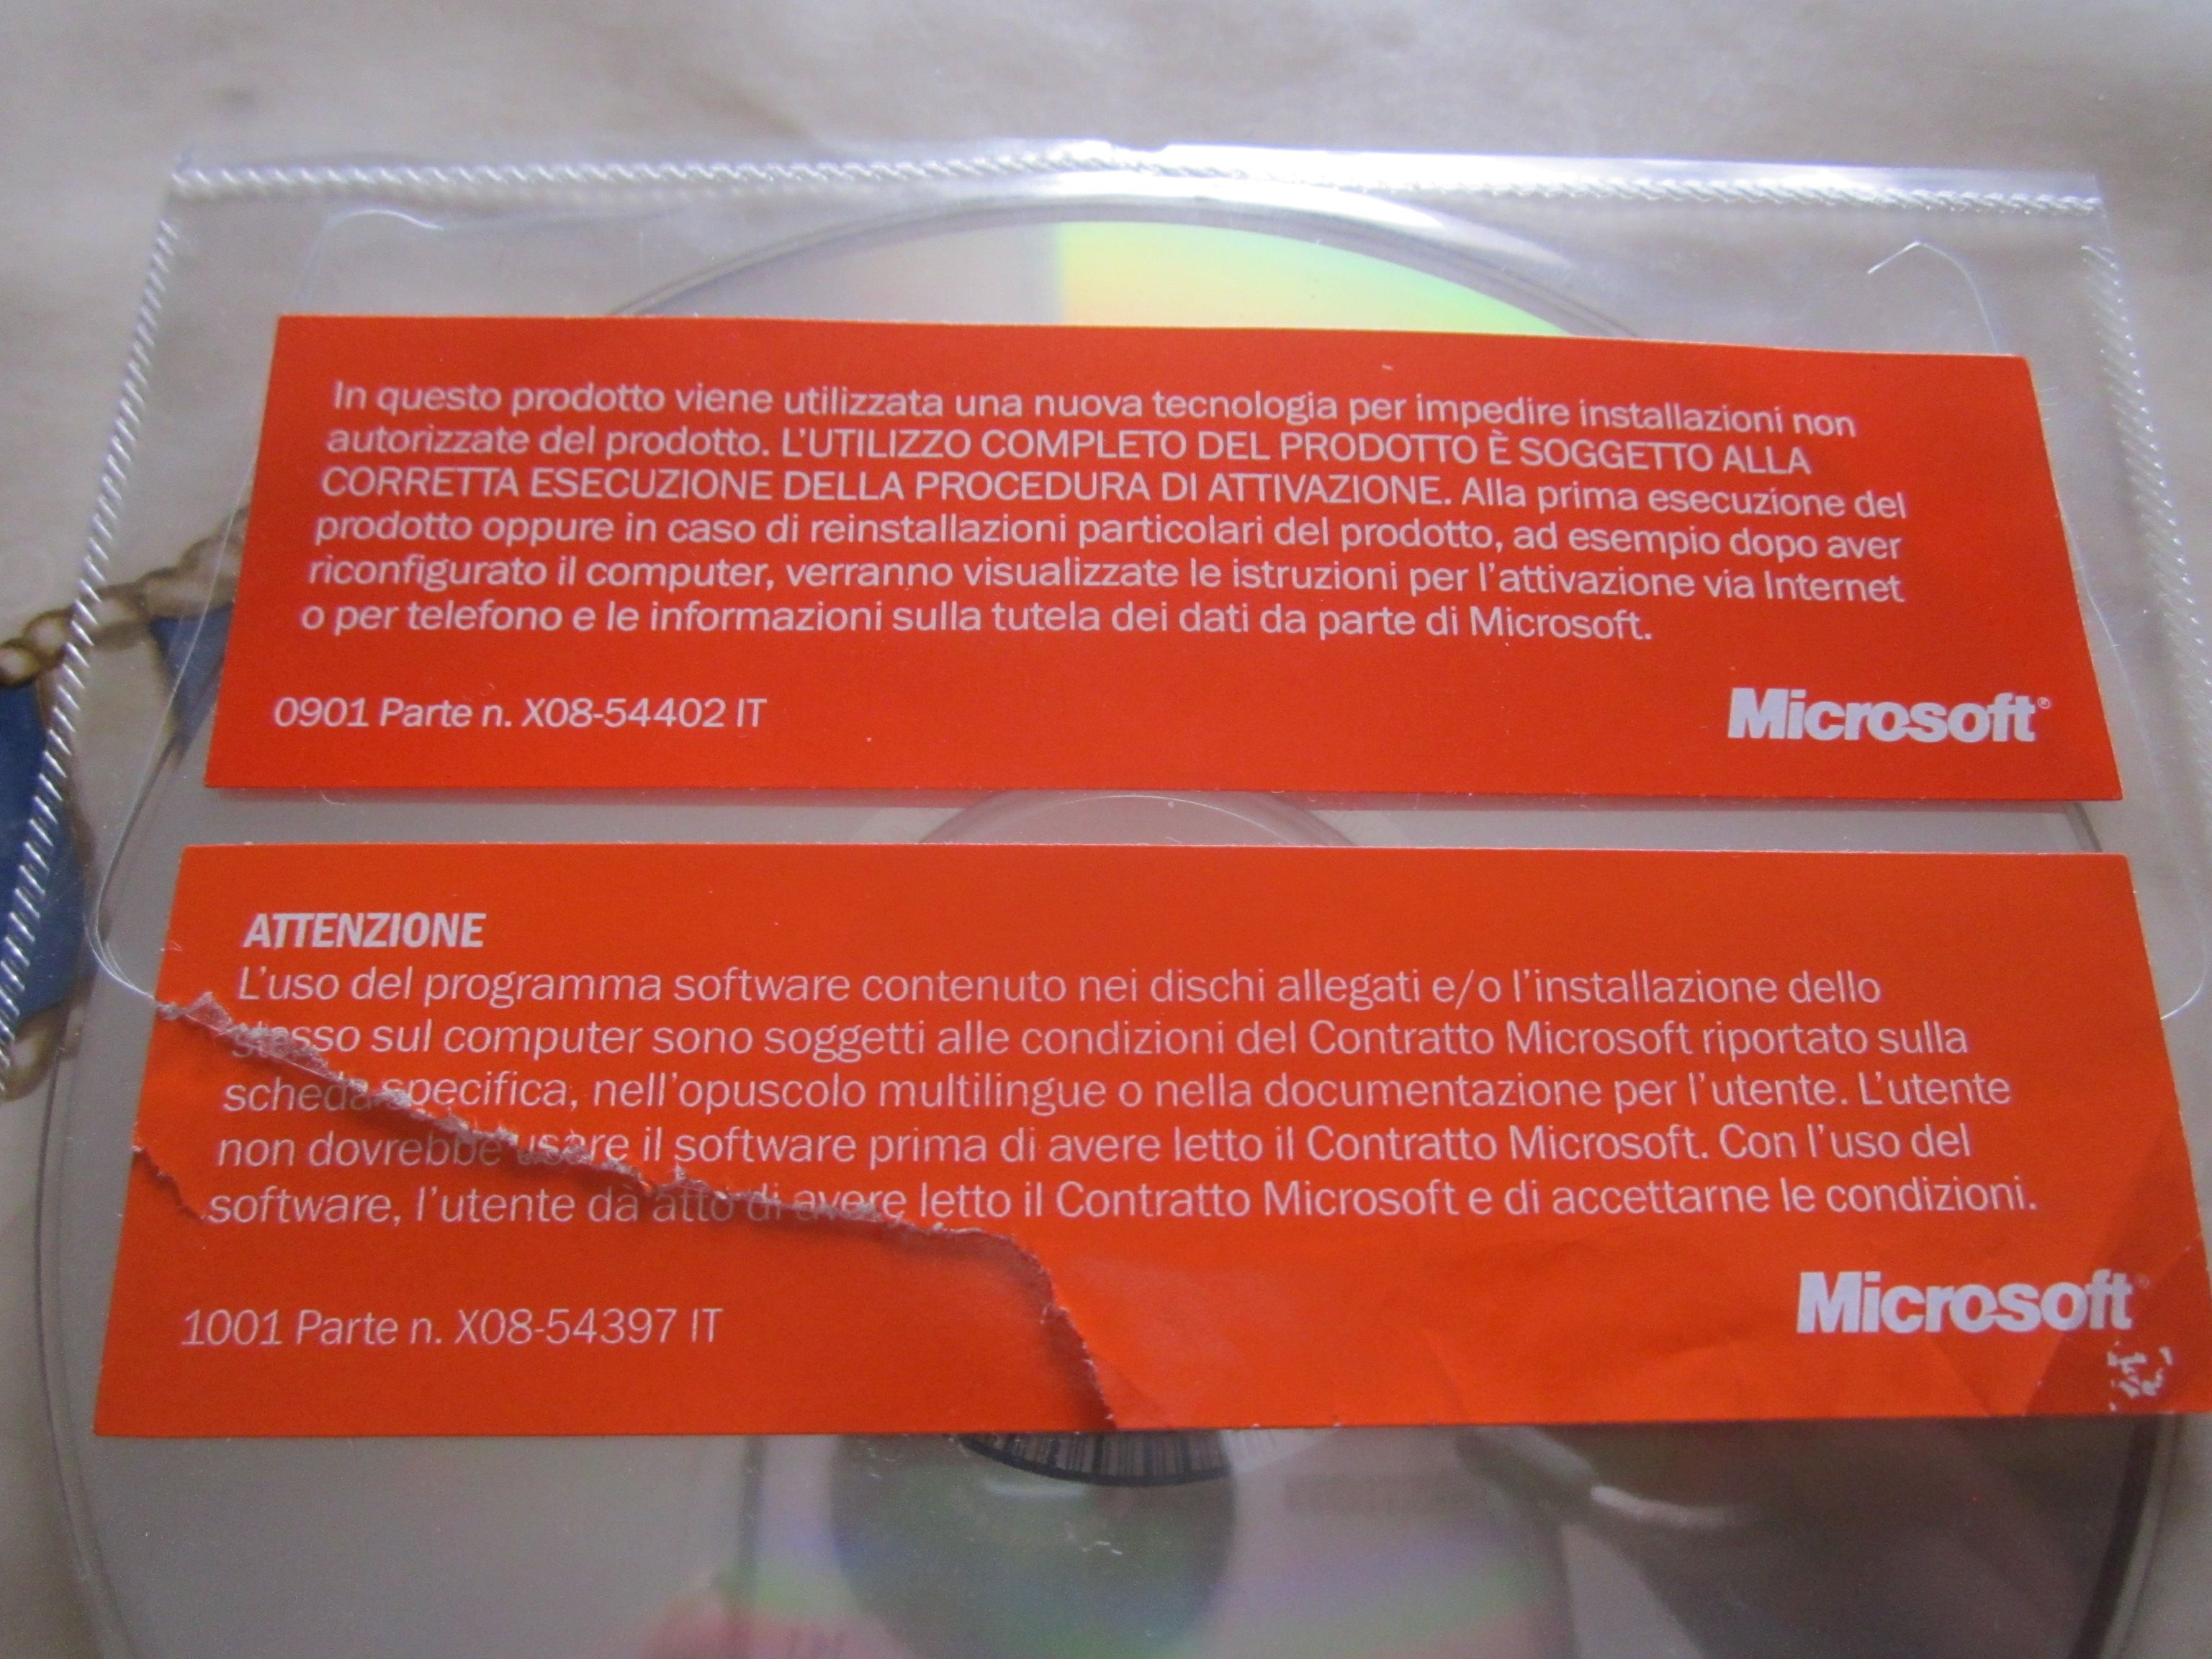 In questo prodotto viene utilizzata una nuova tecnologia per impedire installazioni non
autorizzate del prodotto. L'UTILIZZO COMPLETO DEL PRODOTTO È SOGGETTO ALLA
CORRETTA ESECUZIONE DELLA PROCEDURA DI ATTIVAZIONE. Alla prima esecuzione del
prodotto oppure in caso di reinstallazioni particolari del prodotto, ad esempio dopo aver
riconfigurato il computer, verranno visualizzate le istruzioni per l'attivazione via Internet
o per telefono e le informazioni sulla tutela dei dati da parte di Microsoft.
0901 Parte n. X08-54402 IT
Microsoft®
ATTENZIONE
L'uso del programma software contenuto nei dischi allegati e/o l'installazione dello
stesso sul computer sono soggetti alle condizioni del Contratto Microsoft riportato sulla
scheda specifica, nell'opuscolo multilingue o nella documentazione per l'utente. L'utente
non dovrebbe usare il software prima di avere letto il Contratto Microsoft. Con l'uso del
software, l'utente dà atto di avere letto il Contratto Microsoft e di accettarne le condizioni.
1001 Parte n. X08-54397 IT
Microsoft®